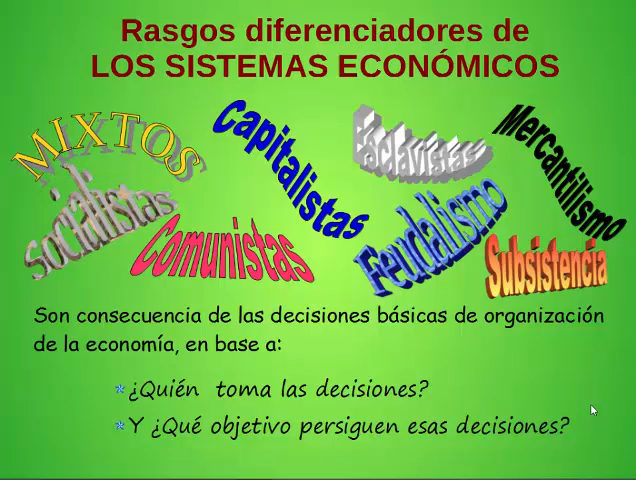 Rasgos diferenciadores de
LOS SISTEMAS ECONÓMICOS
MIXTOS
Capitalistas
Esclavistas
Mercantilismo
socialistas
Comunistas
Feudalismo
Subsistencia
Son consecuencia de las decisiones básicas de organización
de la economía, en base a:
* ¿Quién toma las decisiones?
* Y ¿Qué objetivo persiguen esas decisiones?